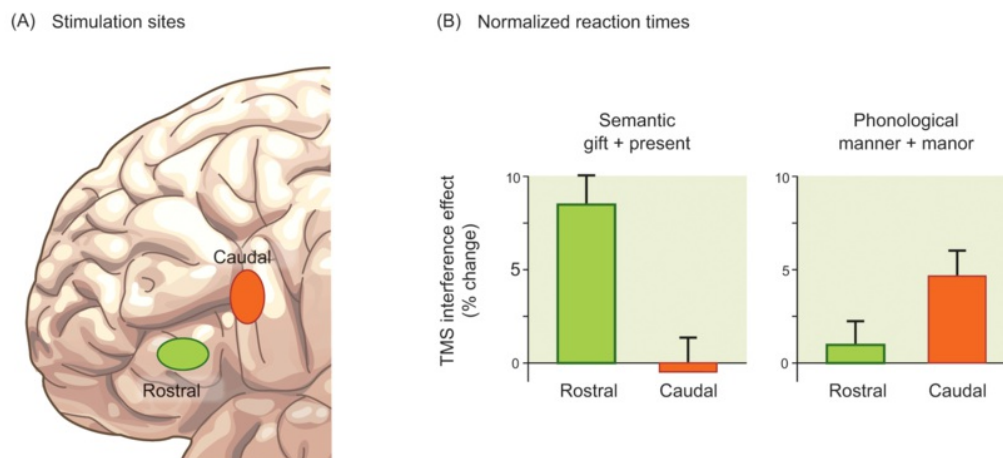 (A) Stimulation sites
Caudal
Rostral
(B) Normalized reaction times
Semantic
gift + present
Phonological
manner + manor
TMS interference effect
(% change)
10
5
0
Rostral Caudal
10
5
0
Rostral Caudal